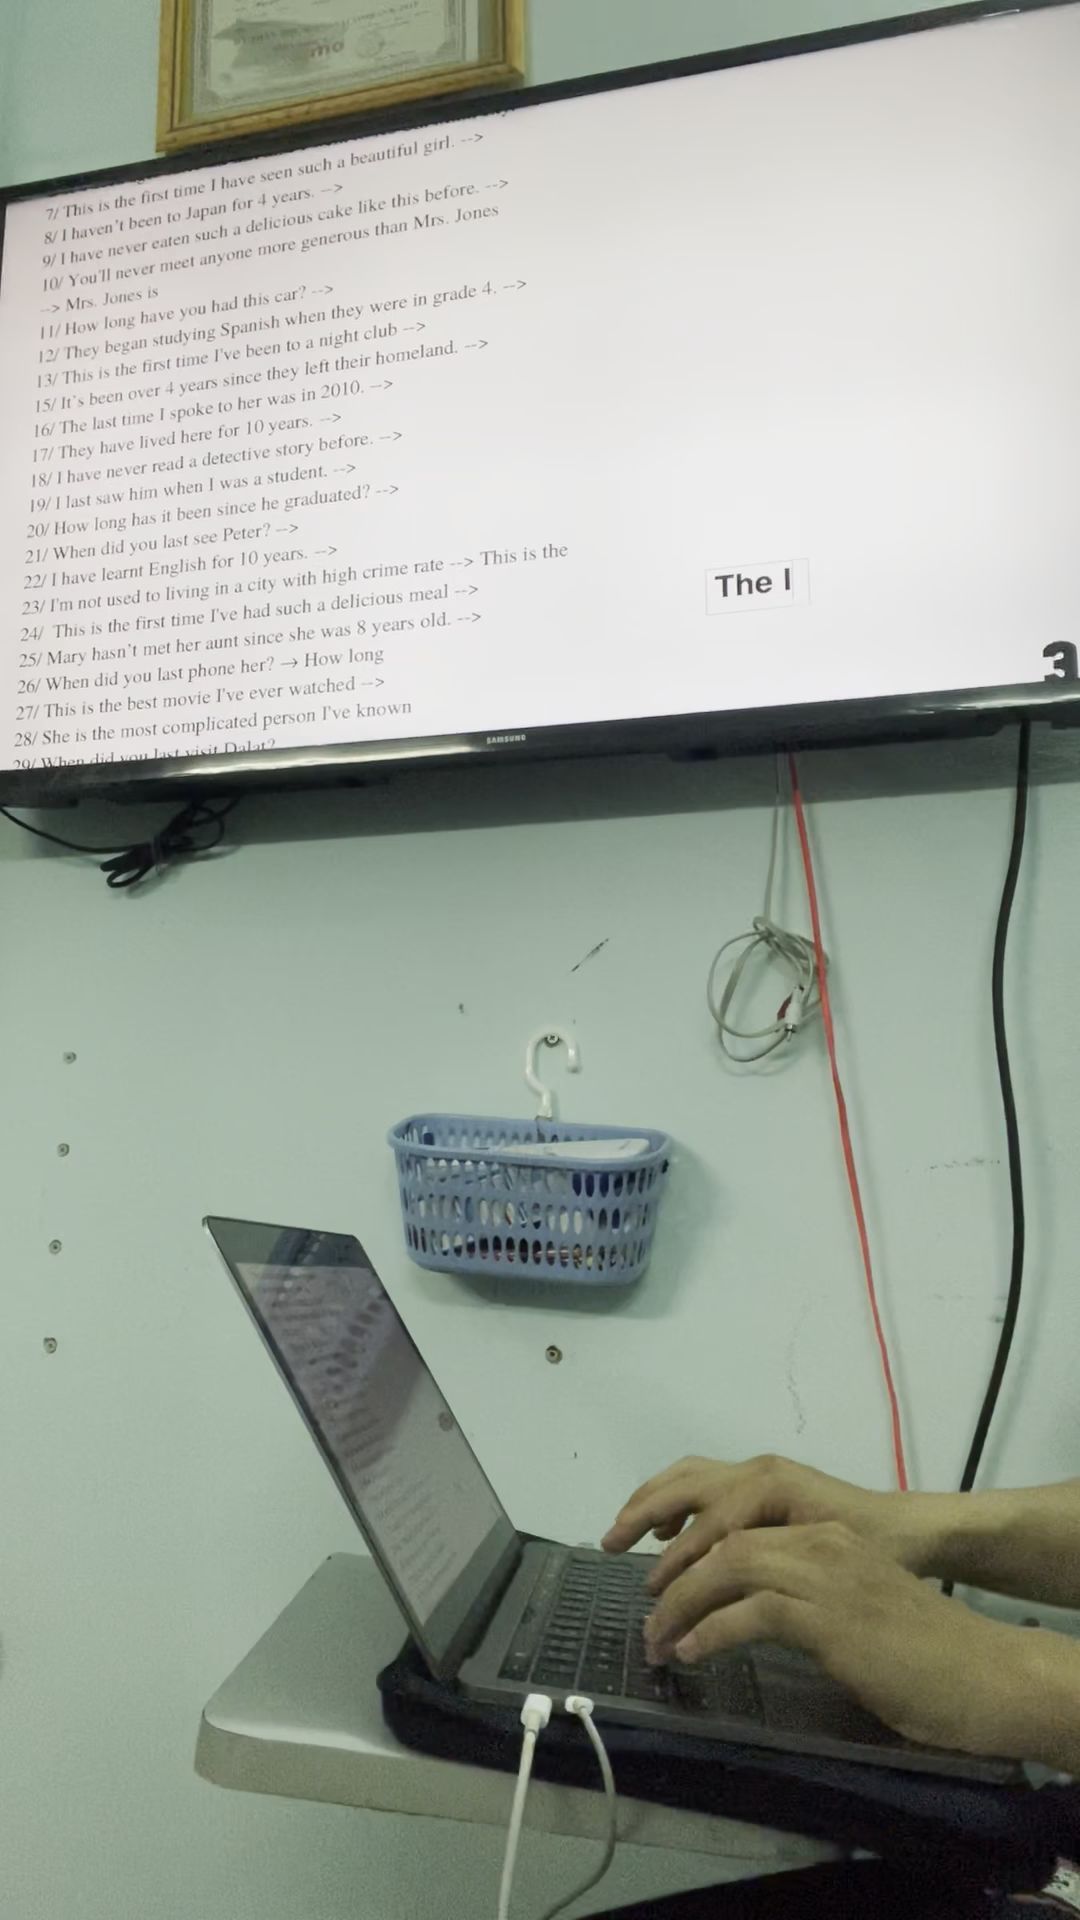 7/ This is the first time I have seen such a beautiful girl. -->
8/ I haven't been to Japan for 4 years. -->
9/ I have never eaten such a delicious cake like this before. -->
10/ You'll never meet anyone more generous than Mrs. Jones
--> Mrs. Jones is
11/ How long have you had this car? -->
12/ They began studying Spanish when they were in grade 4. -->
13/ This is the first time I've been to a night club -->
15/ It's been over 4 years since they left their homeland. -->
16/ The last time I spoke to her was in 2010. -->
17/ They have lived here for 10 years. -->
18/ I have never read a detective story before. -->
19/ I last saw him when I was a student. -->
20/ How long has it been since he graduated? -->
21/ When did you last see Peter? -->
22/ I have learnt English for 10 years. -->
23/ I'm not used to living in a city with high crime rate --> This is the
24/ This is the first time I've had such a delicious meal -->
25/ Mary hasn't met her aunt since she was 8 years old. -->
26/ When did you last phone her? → How long
27/ This is the best movie I've ever watched -->
28/ She is the most complicated person I've known
29/ When did you last visit Dalat?
The l
3
SAMSUNG